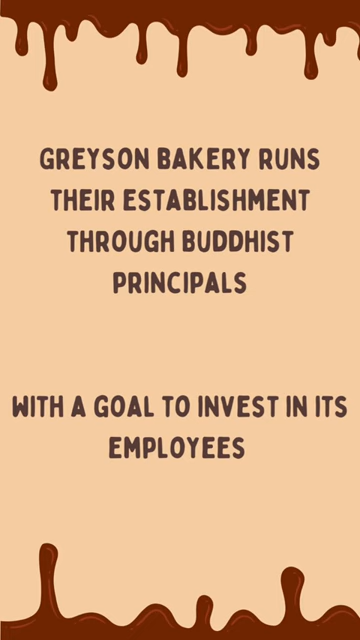 GREYSON BAKERY RUNS
THEIR ESTABLISHMENT
THROUGH BUDDHIST
PRINCIPALS
WITH A GOAL TO INVEST IN ITS
EMPLOYEES